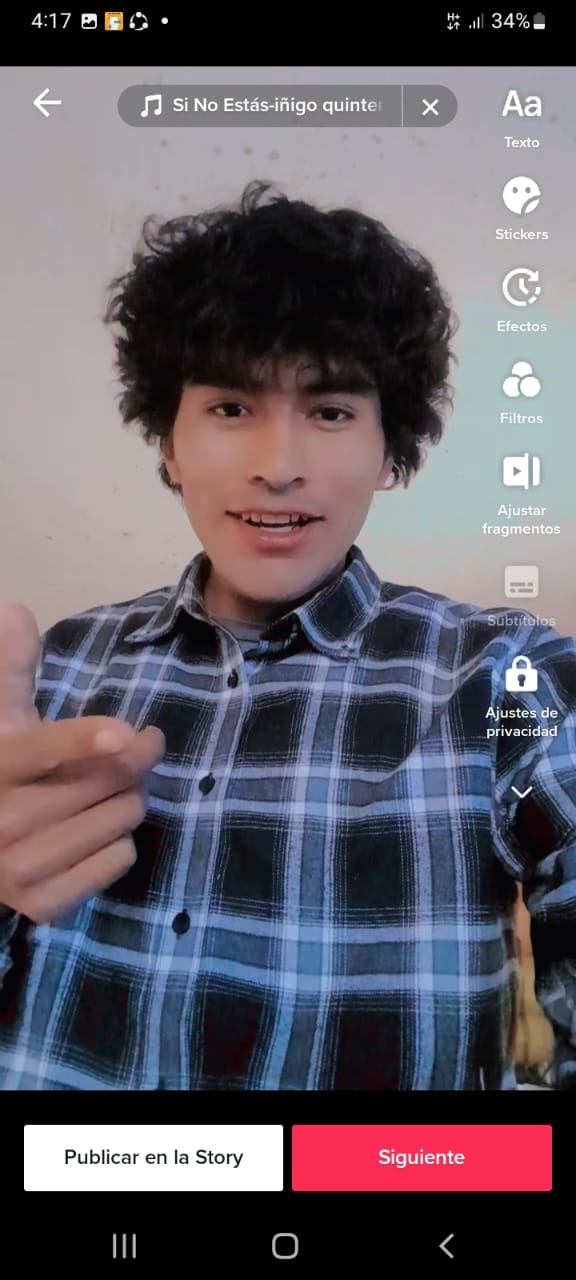 4:17
34%
Si No Estás-iñigo quinter
Aa
Texto
Stickers
Efectos
Filtros
Ajustar
fragmentos
Subtítulos
Ajustes de
privacidad
Publicar en la Story
Siguiente